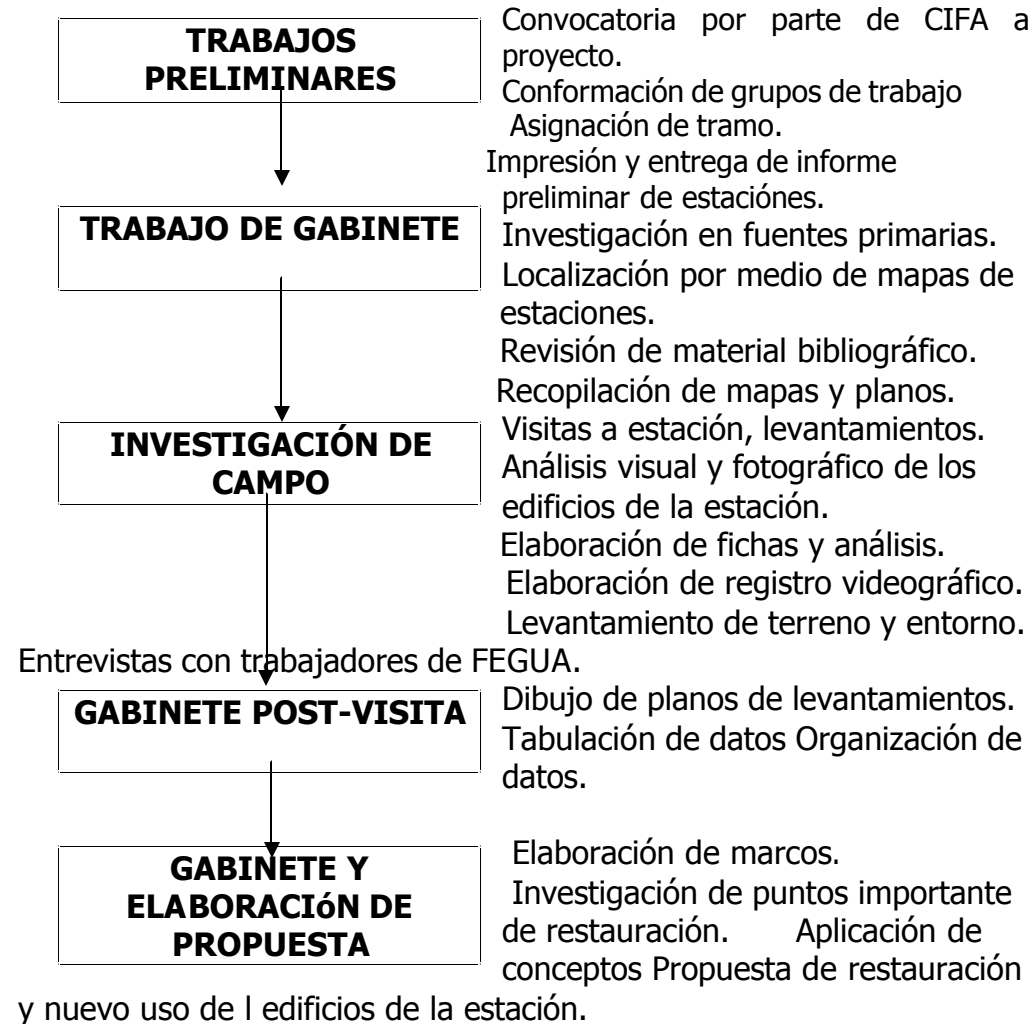 TRABAJOS
PRELIMINARES
Convocatoria por parte de CIFA a
proyecto.
Conformación de grupos de trabajo
Asignación de tramo.
Impresión y entrega de informe
preliminar de estaciónes.
TRABAJO DE GABINETE
Investigación en fuentes primarias.
Localización por medio de mapas de
estaciones.
Revisión de material bibliográfico.
Recopilación de mapas y planos.
INVESTIGACIÓN DE
CAMPO
Visitas a estación, levantamientos.
Análisis visual y fotográfico de los
edificios de la estación.
Elaboración de fichas y análisis.
Elaboración de registro videográfico.
Levantamiento de terreno y entorno.
Entrevistas con trabajadores de FEGUA.
GABINETE POST-VISITA
Dibujo de planos de levantamientos.
Tabulación de datos Organización de
datos.
GABINETE Y
ELABORACIóN DE
PROPUESTA
Elaboración de marcos.
Investigación de puntos importante
de restauración. Aplicación de
conceptos Propuesta de restauración
y nuevo uso de l edificios de la estación.